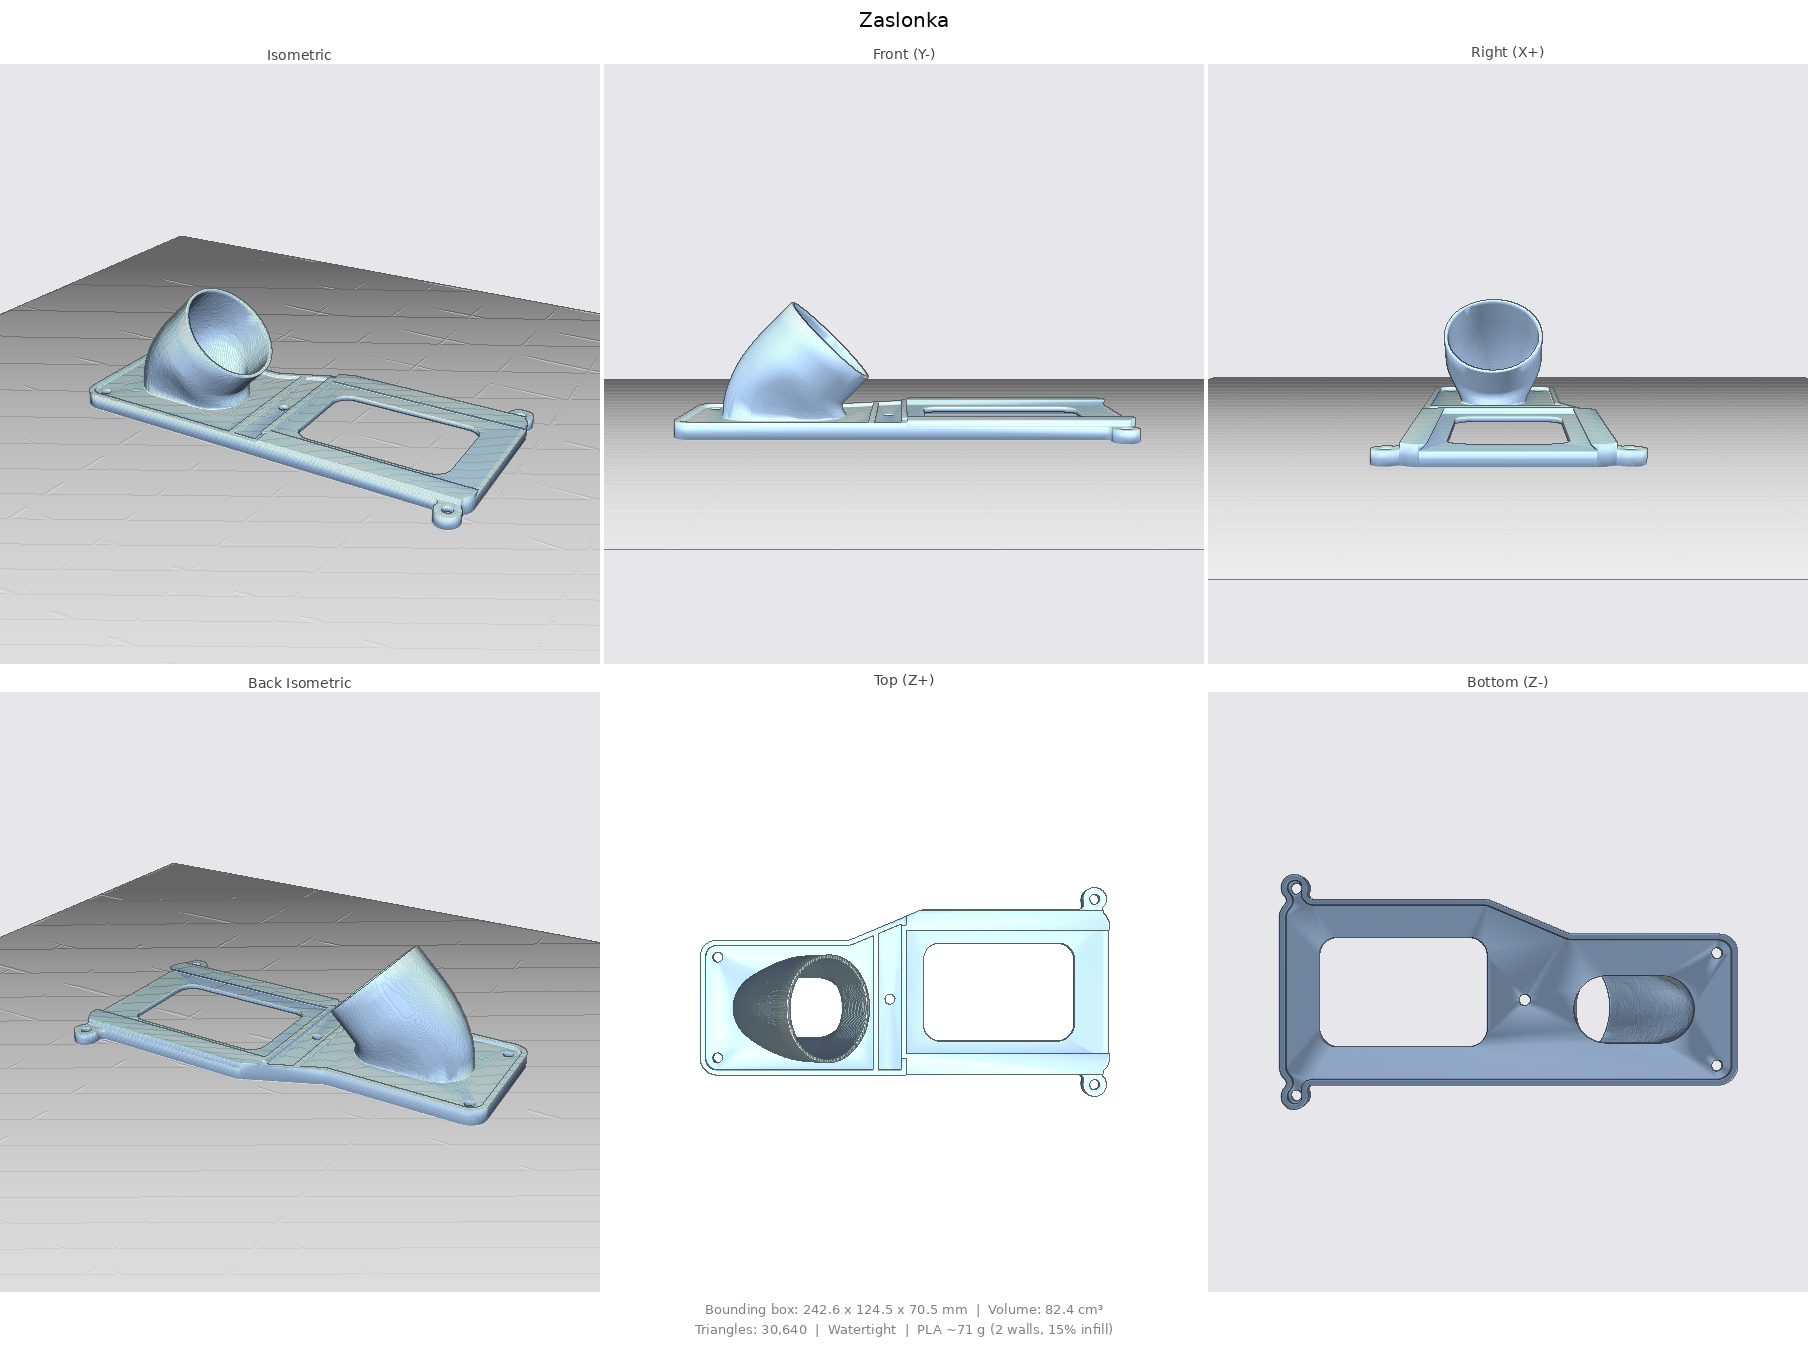 Zaslonka
Isometric
Front (Y-)
Right (X+)
Back Isometric
Top (Z+)
Bottom (Z-)
Bounding box: 242.6 x 124.5 x 70.5 mm | Volume: 82.4 cm³
Triangles: 30,640 | Watertight | PLA ~71 g (2 walls, 15% infill)